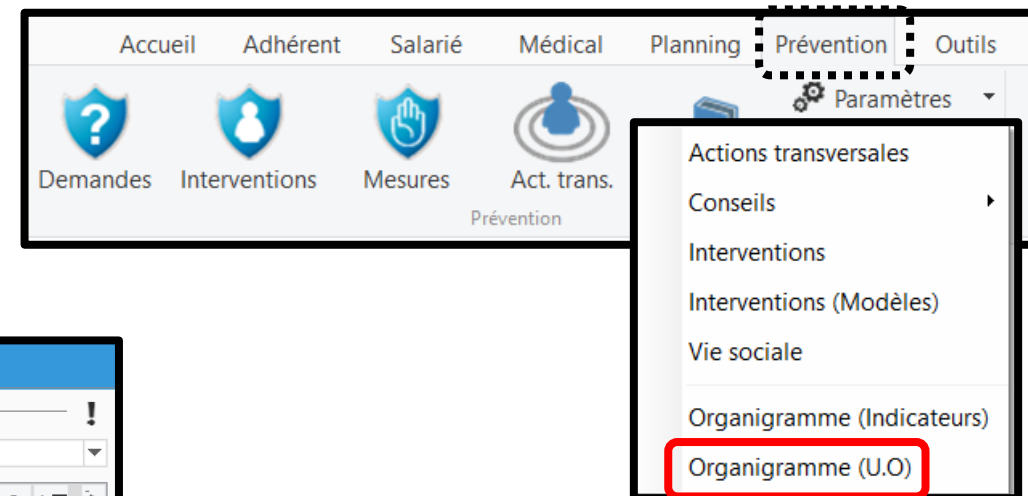 Accueil Adhérent Salarié Médical Planning Prévention Outils
Paramètres
Demandes Interventions Mesures Act. trans.
Prévention
Actions transversales
Conseils
Interventions
Interventions (Modèles)
Vie sociale
Organigramme (Indicateurs)
Organigramme (U.O)
!